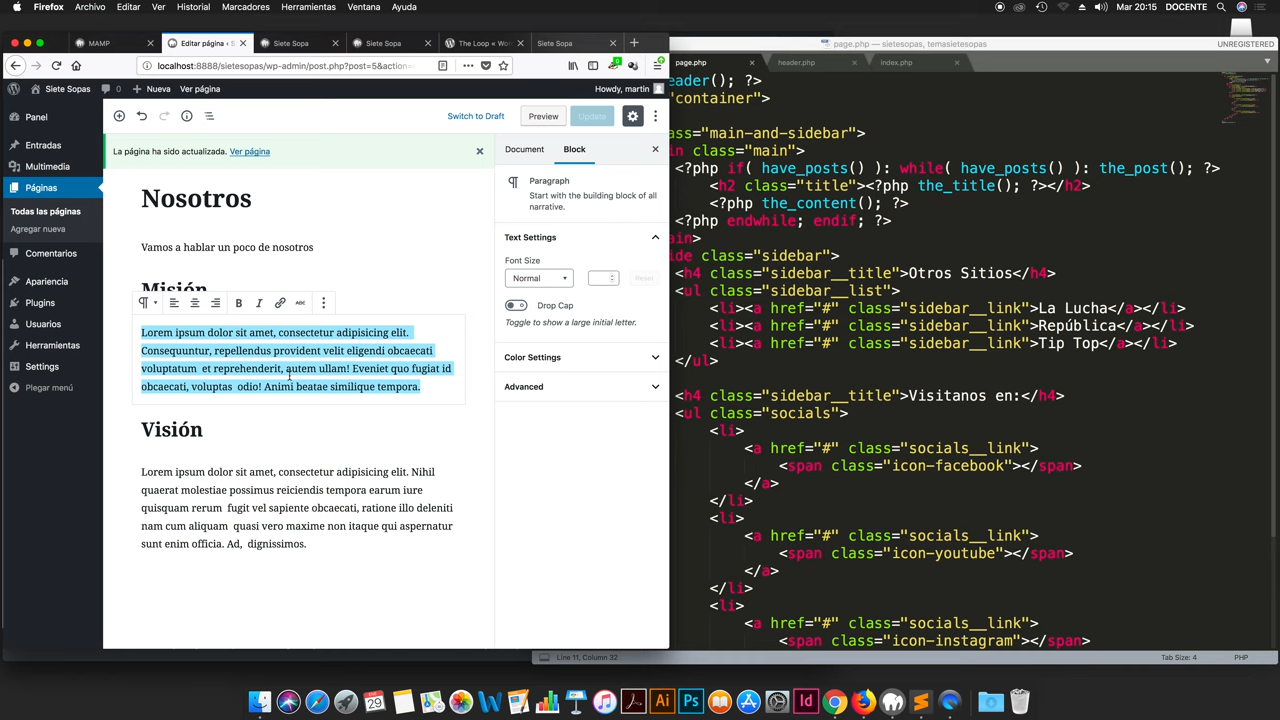 Firefox Archivo Editar Ver Historial Marcadores Herramientas Ventana Ayuda
Mar 20:15 DOCENTE
MAMP
Editar página ‹ S
Siete Sopa
Siete Sopa
The Loop « Wor
Siete Sopa
localhost:8888/sietesopas/wp-admin/post.php?post=5&action=
0
Siete Sopas 0 Nueva Ver página
Howdy, martin
Panel
Entradas
Multimedia
Páginas
Todas las páginas
Agregar nueva
Comentarios
Apariencia
Plugins
Usuarios
Herramientas
Settings
Plegar menú
Switch to Draft Preview Update
La página ha sido actualizada. Ver página
Nosotros
Vamos a hablar un poco de nosotros
Misión
B I ABC
Lorem ipsum dolor sit amet, consectetur adipisicing elit.
Consequuntur, repellendus provident velit eligendi obcaecati
voluptatum et reprehenderit, autem ullam! Eveniet quo fugiat id
obcaecati, voluptas odio! Animi beatae similique tempora.
Visión
Lorem ipsum dolor sit amet, consectetur adipisicing elit. Nihil
quaerat molestiae possimus reiciendis tempora earum iure
quisquam rerum fugit vel sapiente obcaecati, ratione illo deleniti
nam cum aliquam quasi vero maxime non itaque qui aspernatur
sunt enim officia. Ad, dignissimos.
Document Block
Paragraph
Start with the building block of all
narrative.
Text Settings
Font Size
Normal
Reset
Drop Cap
Toggle to show a large initial letter.
Color Settings
Advanced
page.php — sietesopas, temasietesopas
UNREGISTERED
page.php header.php index.php
eader(); ?>
"container">
ass="main-and-sidebar">
in class="main">
<?php if( have_posts() ): while( have_posts() ): the_post(); ?>
<h2 class="title"><?php the_title(); ?></h2>
<?php the_content(); ?>
<?php endwhile; endif; ?>
ain>
ide class="sidebar">
<h4 class="sidebar__title">Otros Sitios</h4>
<ul class="sidebar__list">
<li><a href="#" class="sidebar__link">La Lucha</a></li>
<li><a href="#" class="sidebar__link">República</a></li>
<li><a href="#" class="sidebar__link">Tip Top</a></li>
</ul>
<h4 class="sidebar__title">Visitanos en:</h4>
<ul class="socials">
<li>
<a href="#" class="socials__link">
<span class="icon-facebook"></span>
</a>
</li>
<li>
<a href="#" class="socials__link">
<span class="icon-youtube"></span>
</a>
</li>
<li>
<a href="#" class="socials__link">
<span class="icon-instagram"></span>
Line 11, Column 32
Tab Size: 4
PHP
29
Ai Ps Id